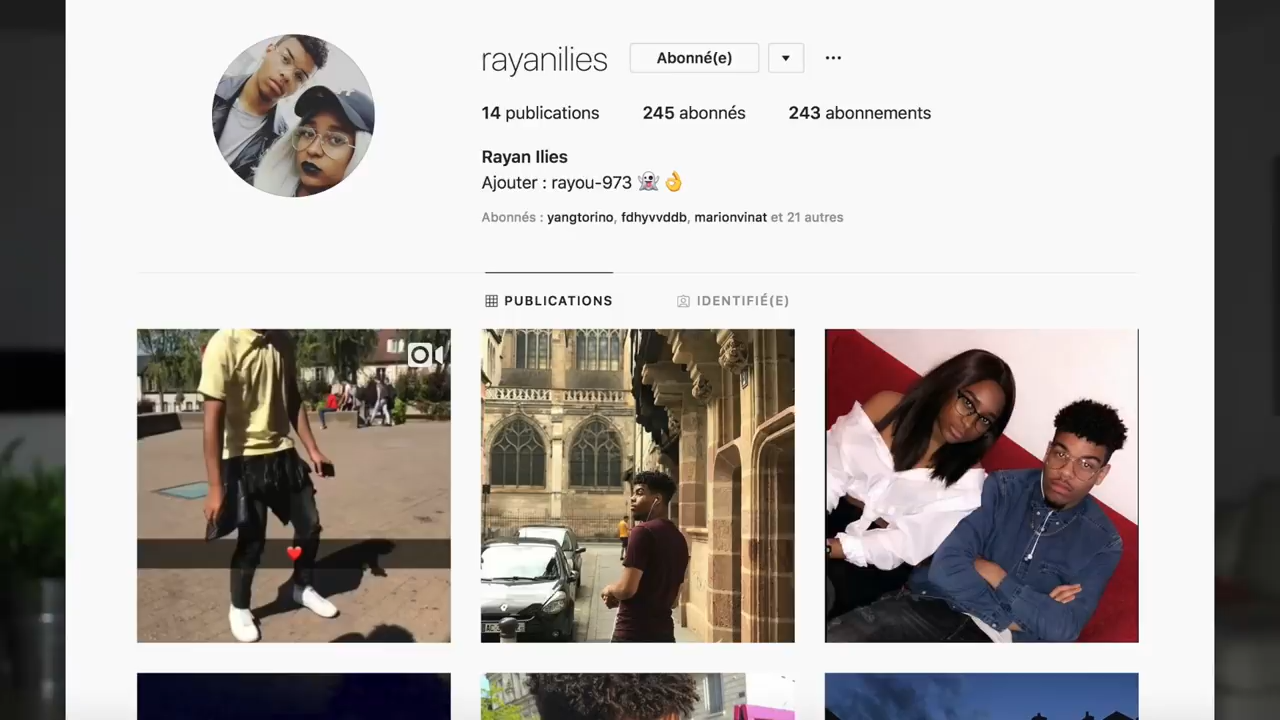 rayanilies Abonné(e)
14 publications 245 abonnés 243 abonnements
Rayan Ilies
Ajouter : rayou-973 👻👌
Abonnés : yangtorino, fdhyvvddb, marionvinat et 21 autres
PUBLICATIONS IDENTIFIÉ(E)